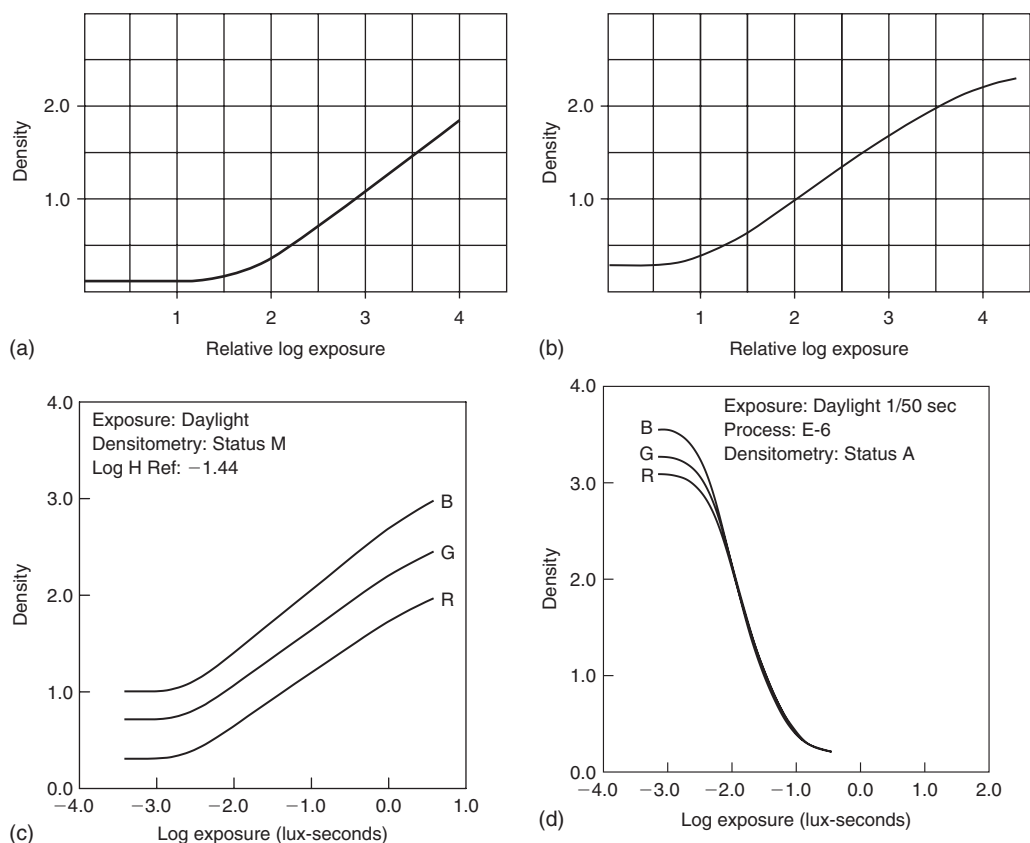 2.0
1.0
Density
1 2 3 4
Relative log exposure
(a)
2.0
1.0
Density
1 2 3 4
Relative log exposure
(b)
Exposure: Daylight
Densitometry: Status M
Log H Ref: −1.44
4.0
3.0
2.0
1.0
0.0
Density
B
G
R
−4.0 −3.0 −2.0 −1.0 0.0 1.0
Log exposure (lux-seconds)
(c)
Exposure: Daylight 1/50 sec
Process: E-6
Densitometry: Status A
4.0
3.0
2.0
1.0
0.0
Density
B
G
R
−4.0 −3.0 −2.0 −1.0 0.0 1.0 2.0
Log exposure (lux-seconds)
(d)